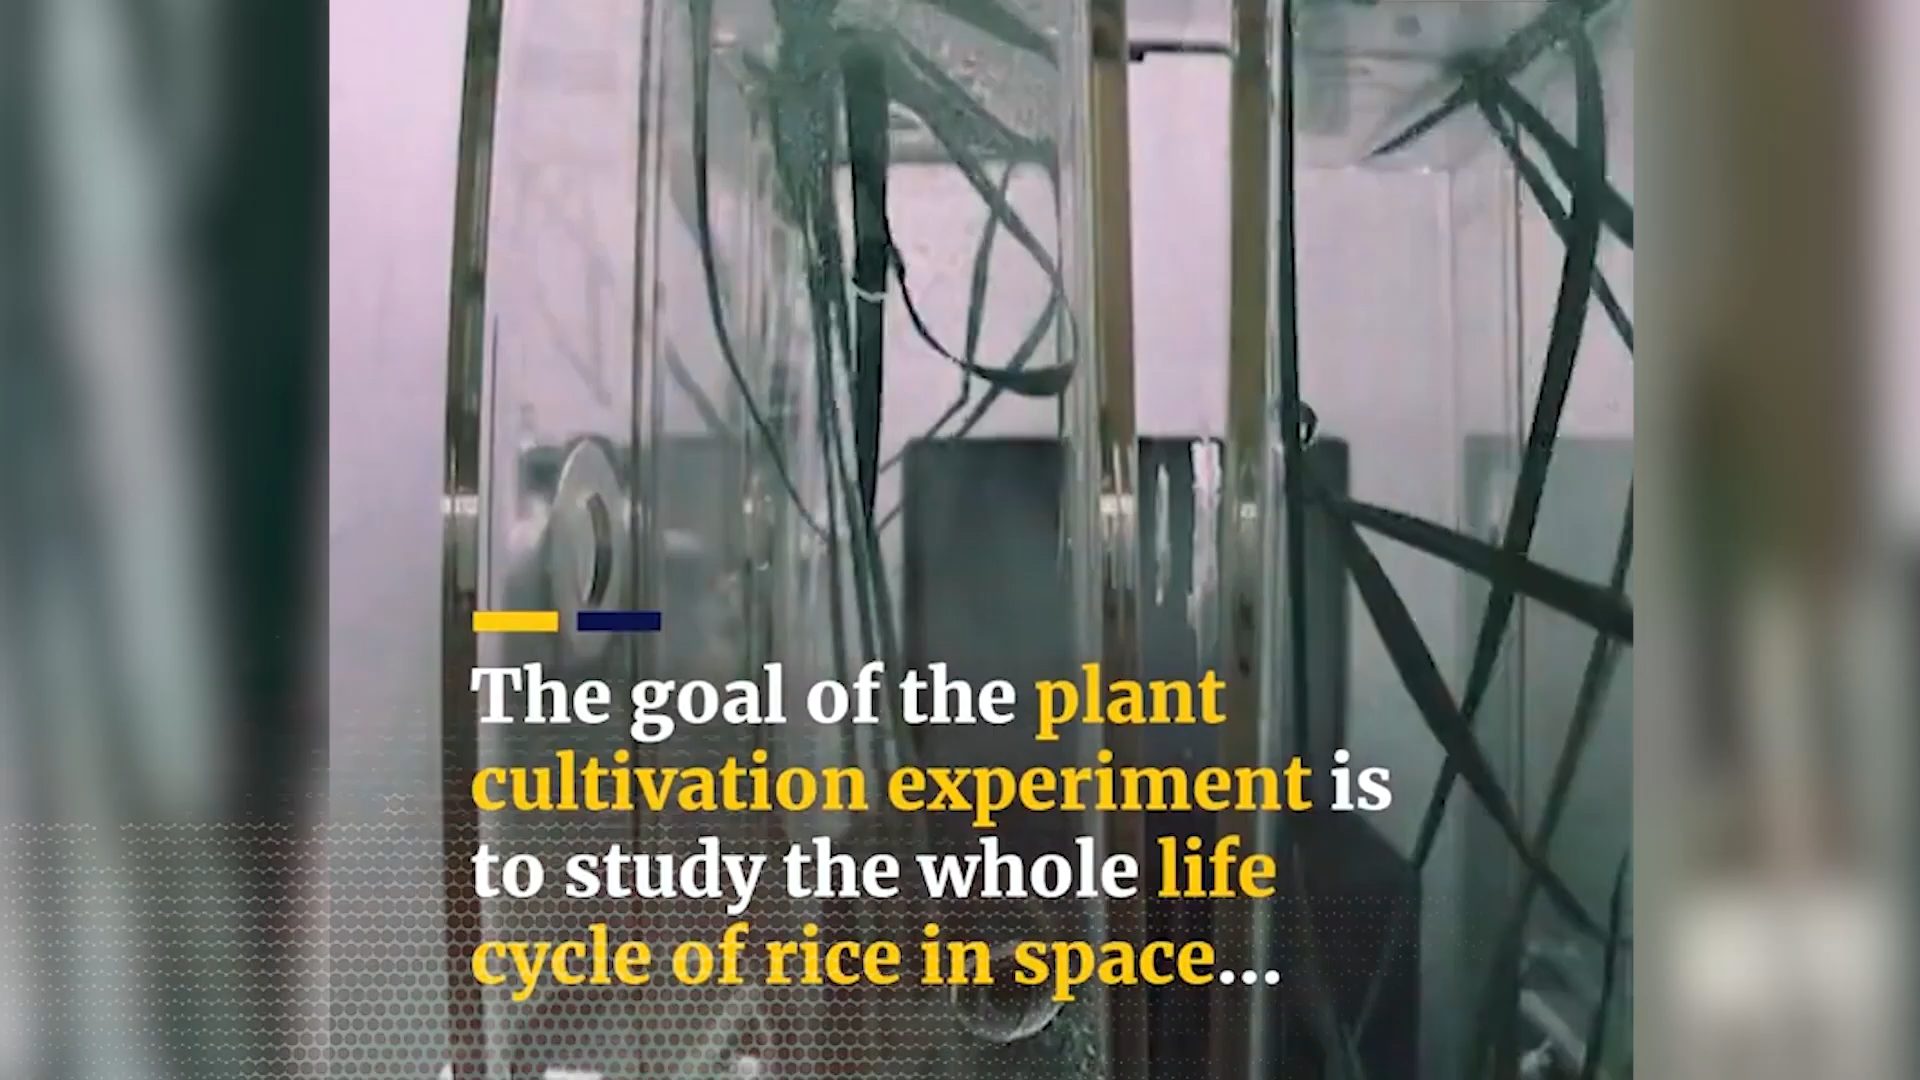 The goal of the plant
cultivation experiment is
to study the whole life
cycle of rice in space...